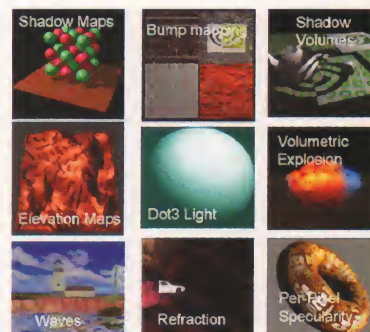 Shadow Maps
Bump mapping
Shadow
Volumes
Elevation Maps
Dot3 Light
Volumetric
Explosion
Waves
Refraction
Per-Pixel
Specularity